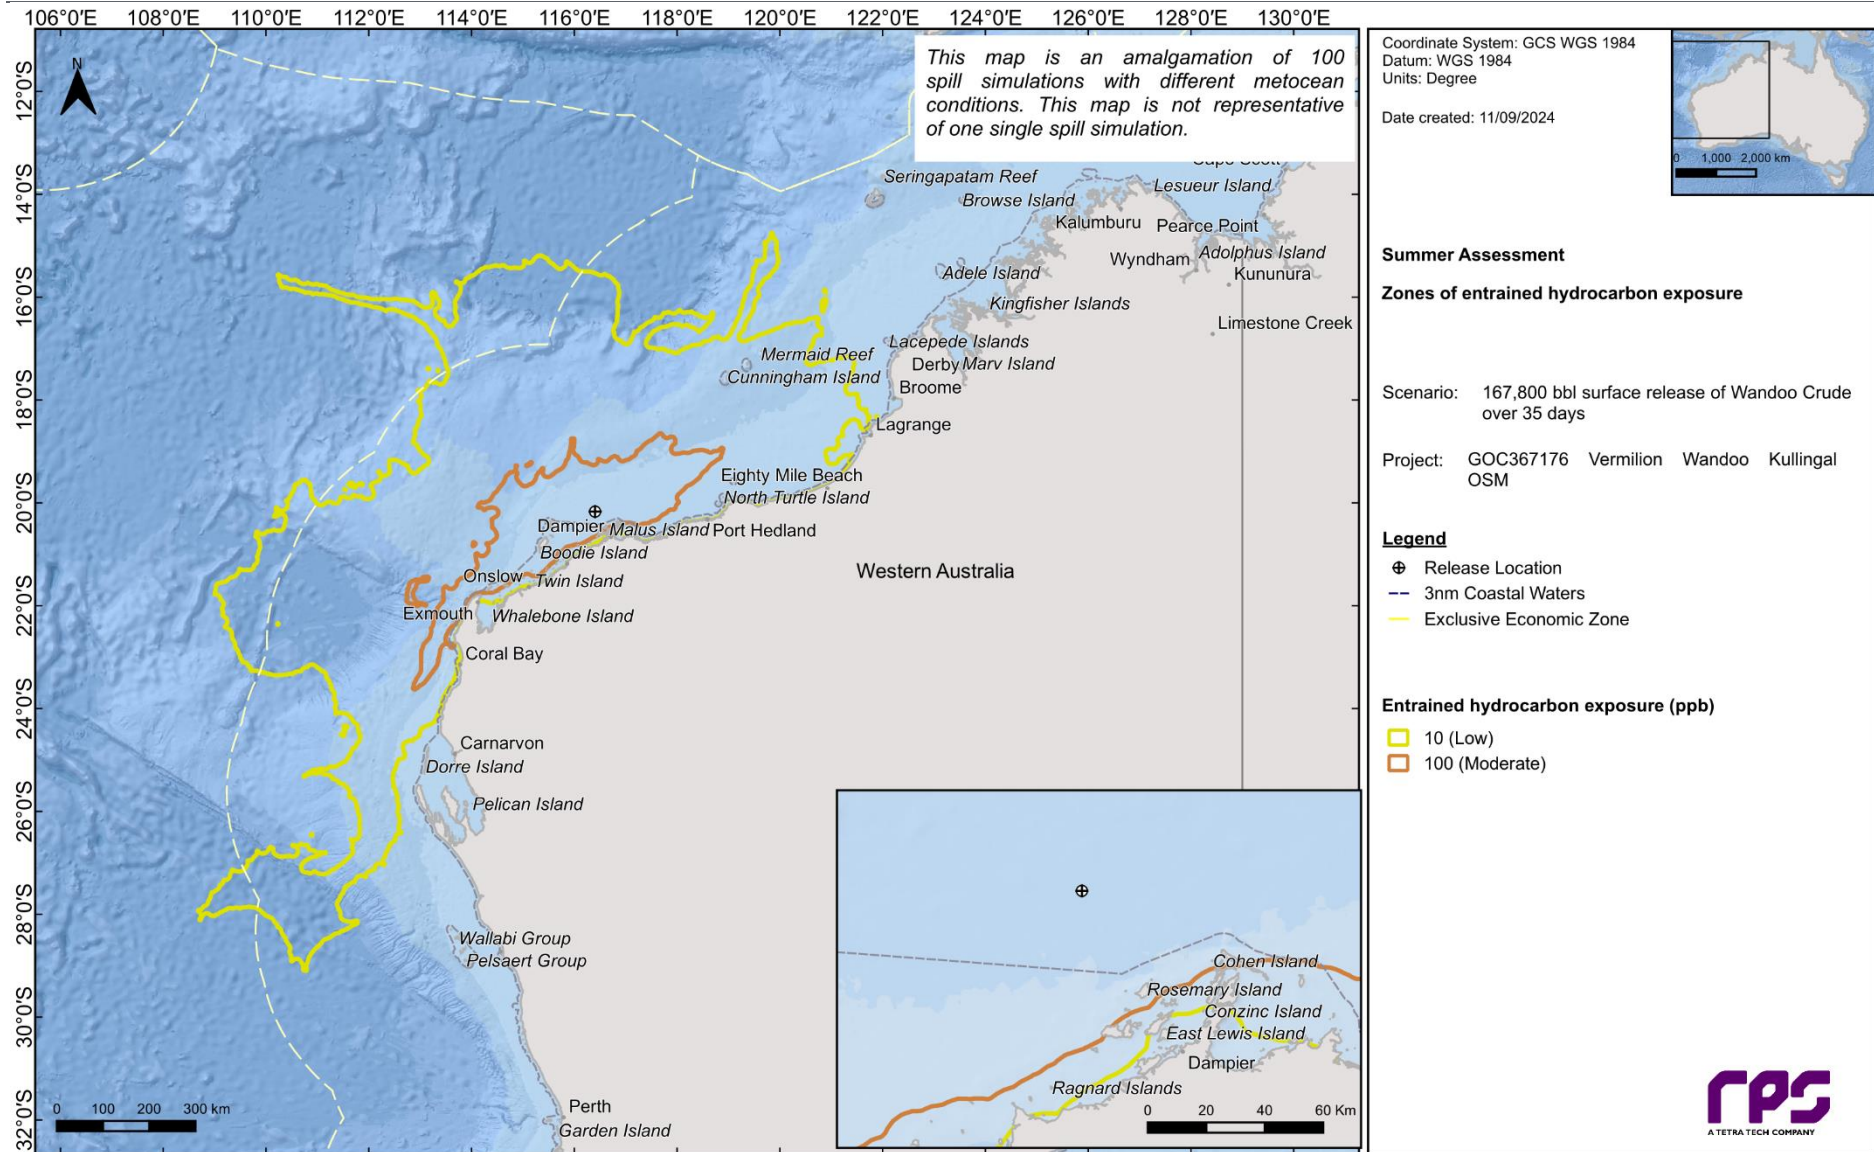 106°0'E 108°0'E 110°0'E 112°0'E 114°0'E 116°0'E 118°0'E 120°0'E 122°0'E 124°0'E 126°0'E 128°0'E 130°0'E
12°0'S
14°0'S
16°0'S
18°0'S
20°0'S
22°0'S
24°0'S
26°0'S
28°0'S
30°0'S
32°0'S
N
This map is an amalgamation of 100
spill simulations with different metocean
conditions. This map is not representative
of one single spill simulation.
Seringapatam Reef
Browse Island
Lesueur Island
Kalumburu
Pearce Point
Wyndham
Adolphus Island
Kununura
Adele Island
Kingfisher Islands
Limestone Creek
Lacepede Islands
Mermaid Reef
Derby
Marv Island
Cunningham Island
Broome
Lagrange
Eighty Mile Beach
North Turtle Island
Dampier
Malus Island
Port Hedland
Boodie Island
Western Australia
Onslow
Twin Island
Exmouth
Whalebone Island
Coral Bay
Carnarvon
Dorre Island
Pelican Island
Wallabi Group
Pelsaert Group
Perth
Garden Island
0 100 200 300 km
Cohen Island
Rosemary Island
Conzinc Island
East Lewis Island
Dampier
Ragnard Islands
0 20 40 60 Km
Coordinate System: GCS WGS 1984
Datum: WGS 1984
Units: Degree
Date created: 11/09/2024
0 1,000 2,000 km
Summer Assessment
Zones of entrained hydrocarbon exposure
Scenario: 167,800 bbl surface release of Wandoo Crude
over 35 days
Project: GOC367176 Vermilion Wandoo Kullingal
OSM
Legend
Release Location
3nm Coastal Waters
Exclusive Economic Zone
Entrained hydrocarbon exposure (ppb)
10 (Low)
100 (Moderate)
rps
A TETRA TECH COMPANY